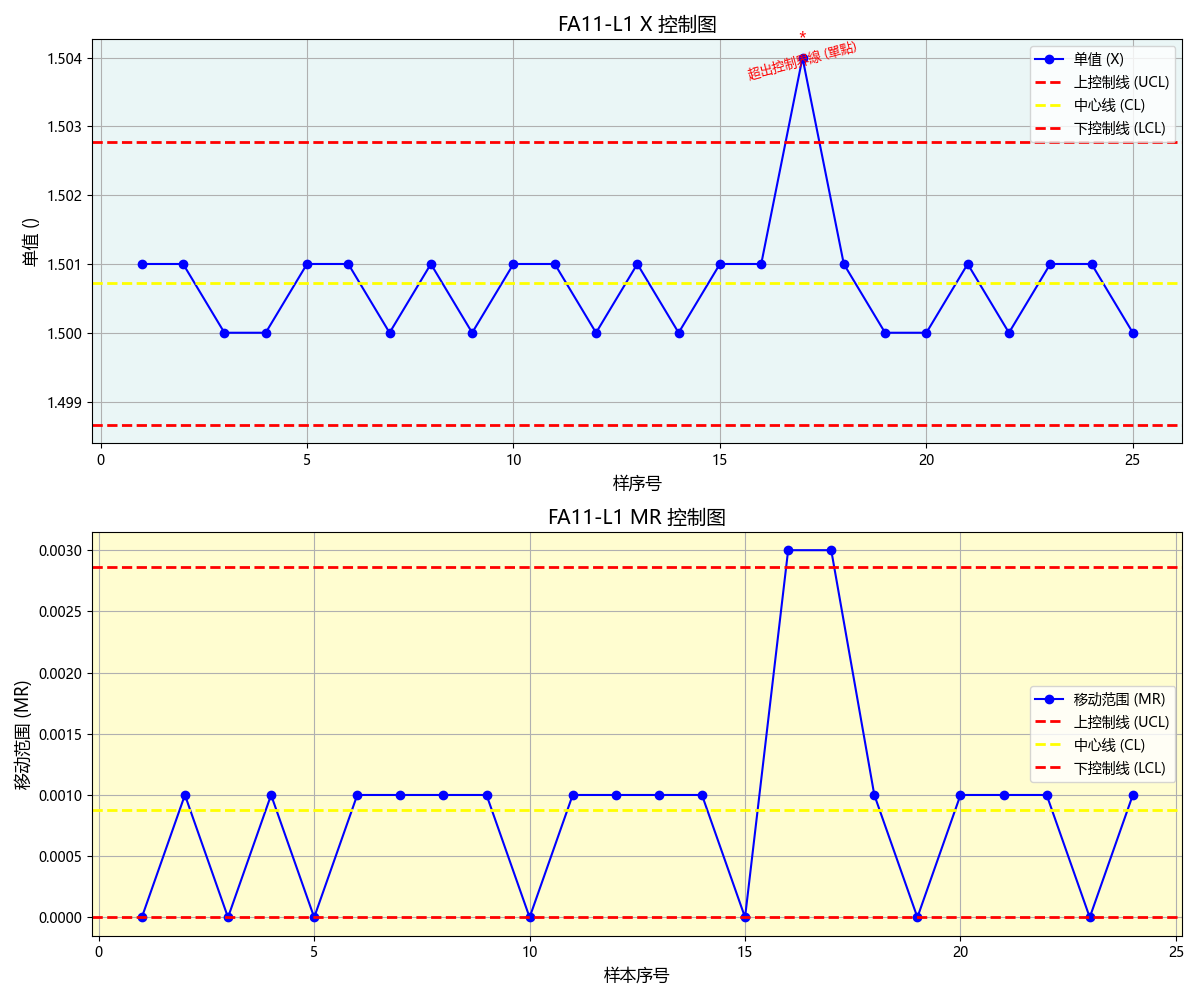 FA11-L1 X 控制图
*
超出控制界線 (單點)
单值 (X)
上控制线 (UCL)
中心线 (CL)
下控制线 (LCL)
单值 ()
1.504
1.503
1.502
1.501
1.500
1.499
0 5 10 15 20 25
样序号
FA11-L1 MR 控制图
移动范围 (MR)
0.0030
0.0025
0.0020
0.0015
0.0010
0.0005
0.0000
移动范围 (MR)
上控制线 (UCL)
中心线 (CL)
下控制线 (LCL)
0 5 10 15 20 25
样本序号